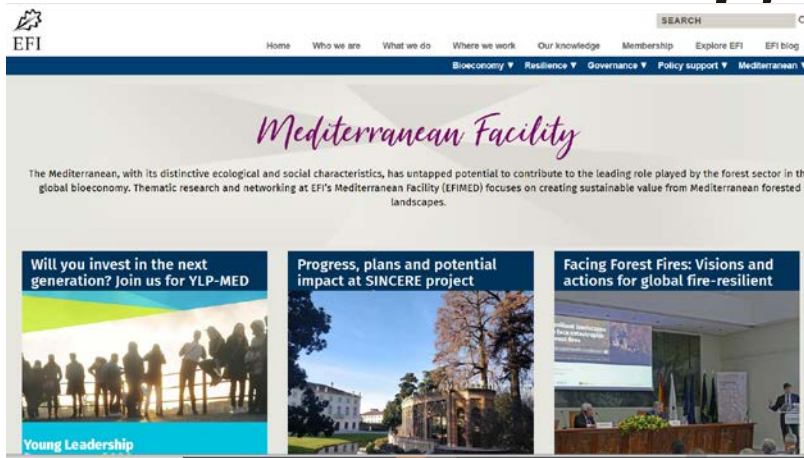 SEARCH
EFI
Home Who we are What we do Where we work Our knowledge Membership Explore EFI EFI blog
Bioeconomy ▼ Resilience ▼ Governance ▼ Policy support ▼ Mediterranean ▼
Mediterranean Facility
The Mediterranean, with its distinctive ecological and social characteristics, has untapped potential to contribute to the leading role played by the forest sector in th
global bioeconomy. Thematic research and networking at EFI's Mediterranean Facility (EFIMED) focuses on creating sustainable value from Mediterranean forested
landscapes.
Will you invest in the next
generation? Join us for YLP-MED
Young Leadership
Progress, plans and potential
impact at SINCERE project
Facing Forest Fires: Visions and
actions for global fire-resilient